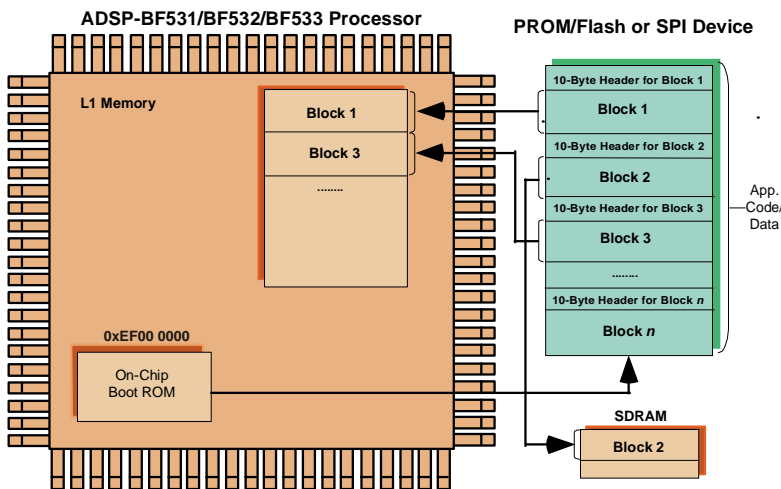 ADSP-BF531/BF532/BF533 Processor
PROM/Flash or SPI Device
L1 Memory
Block 1
Block 3
........
0xEF00 0000
On-Chip
Boot ROM
10-Byte Header for Block 1
Block 1
10-Byte Header for Block 2
Block 2
10-Byte Header for Block 3
Block 3
........
10-Byte Header for Block n
Block n
App.
Code/
Data
SDRAM
Block 2